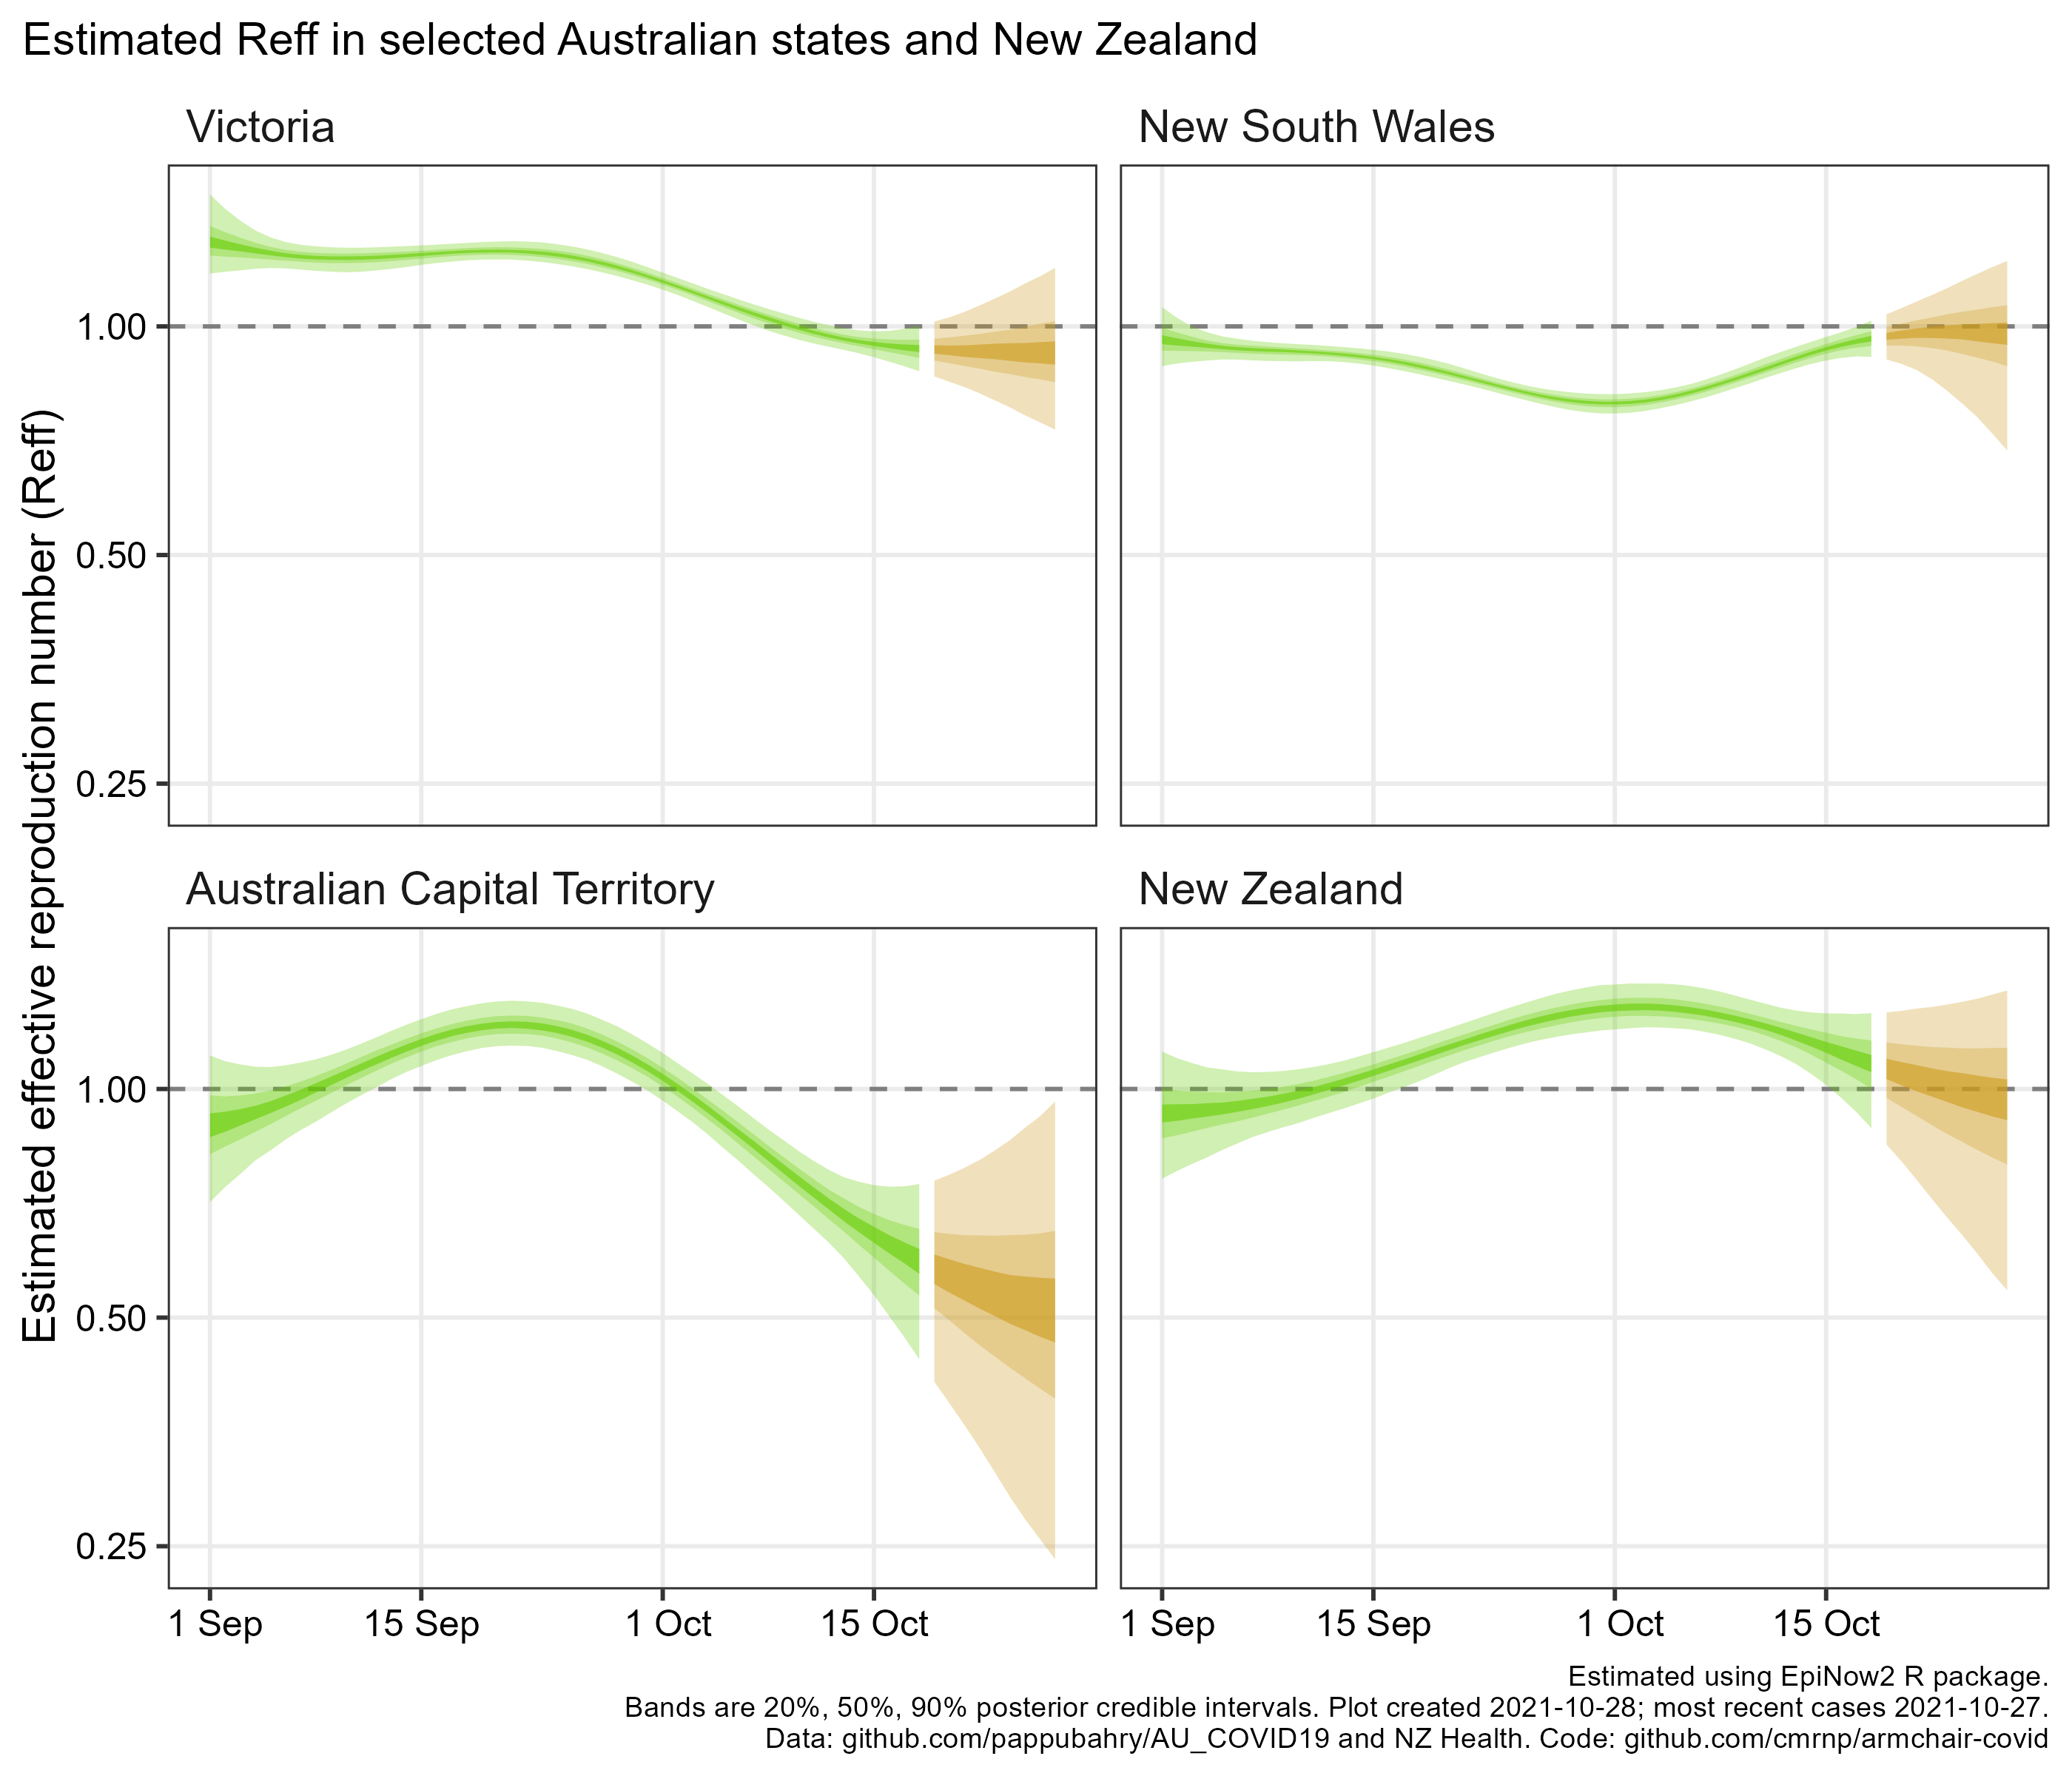 Estimated Reff in selected Australian states and New Zealand
Victoria
New South Wales
Estimated effective reproduction number (Reff)
1.00
0.50
0.25
Australian Capital Territory
New Zealand
1.00
0.50
0.25
1 Sep
15 Sep
1 Oct
15 Oct
1 Sep
15 Sep
1 Oct
15 Oct
Estimated using EpiNow2 R package.
Bands are 20%, 50%, 90% posterior credible intervals. Plot created 2021-10-28; most recent cases 2021-10-27.
Data: github.com/pappubahry/AU_COVID19 and NZ Health. Code: github.com/cmrnp/armchair-covid